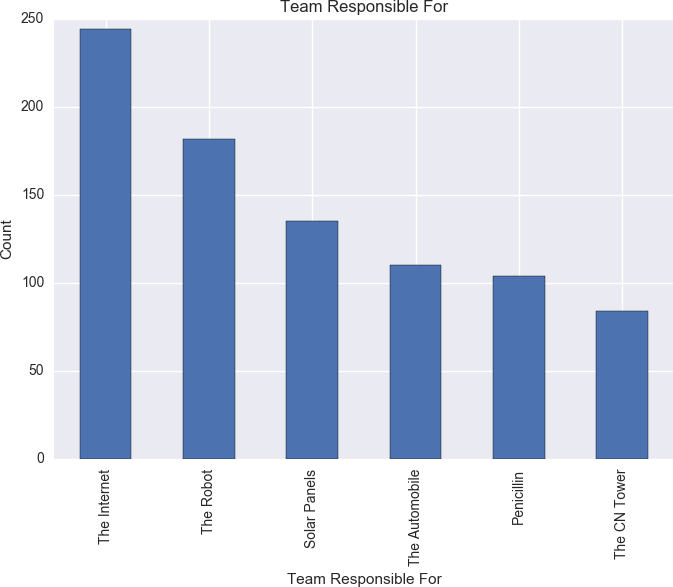 Team Responsible For
250
200
150
100
50
0
Count
The Internet
The Robot
Solar Panels
The Automobile
Penicillin
The CN Tower
Team Responsible For